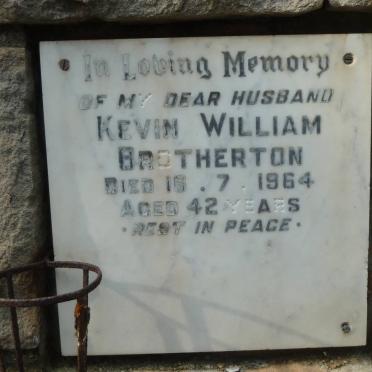 In Loving Memory
OF MY DEAR HUSBAND
KEVIN WILLIAM
BROTHERTON
DIED 16 . 7 . 1964
AGED 42 YEARS
· REST IN PEACE ·